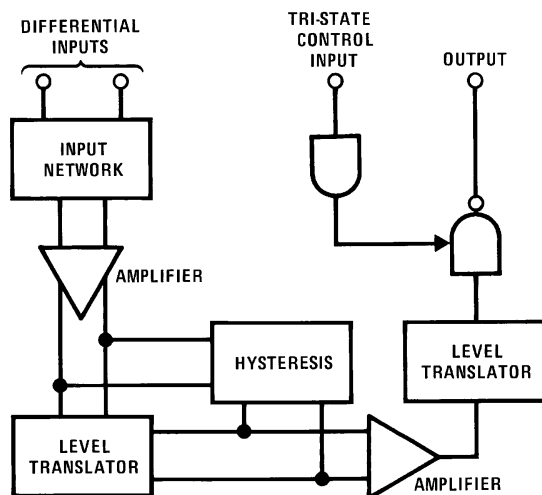 DIFFERENTIAL
INPUTS
TRI-STATE
CONTROL
INPUT
OUTPUT
INPUT
NETWORK
AMPLIFIER
HYSTERESIS
LEVEL
TRANSLATOR
LEVEL
TRANSLATOR
AMPLIFIER